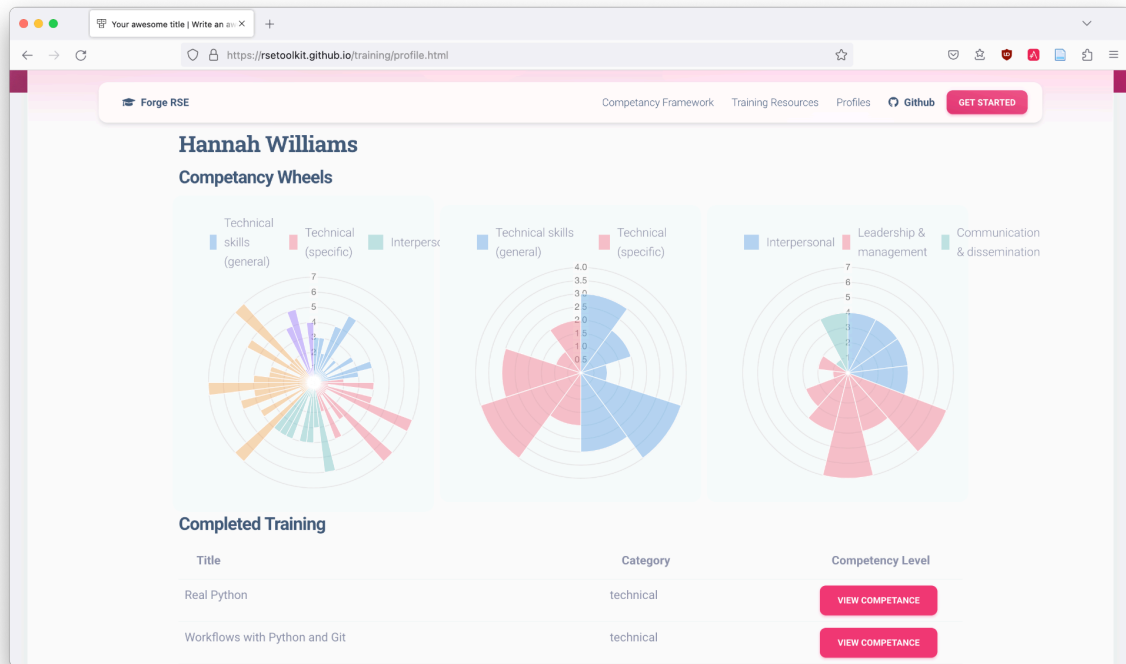 Your awesome title | Write an aw
https://rsetoolkit.github.io/training/profile.html
Forge RSE
Competancy Framework
Training Resources
Profiles
Github
GET STARTED
Hannah Williams
Competancy Wheels
Technical
skills
(general)
Technical
(specific)
Interperso
7
6
5
4
3
Technical skills
(general)
Technical
(specific)
4.0
3.5
3.0
2.5
2.0
1.5
1.0
0.5
Interpersonal
Leadership &
management
Communication
& dissemination
7
6
5
4
3
2
1
Completed Training
Title Category Competency Level
Real Python technical VIEW COMPETANCE
Workflows with Python and Git technical VIEW COMPETANCE